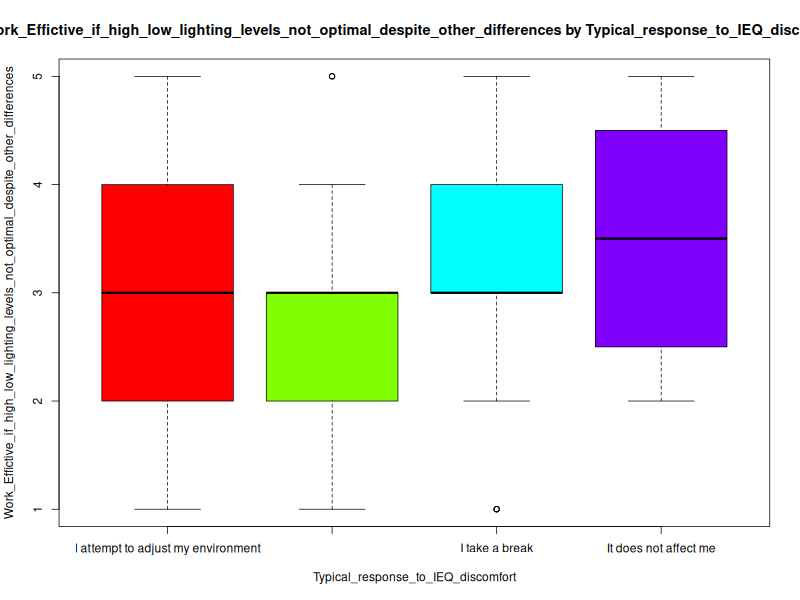 ork_Effictive_if_high_low_lighting_levels_not_optimal_despite_other_differences by Typical_response_to_IEQ_disc
Work_Effictive_if_high_low_lighting_levels_not_optimal_despite_other_differences
5
4
3
2
1
I attempt to adjust my environment
I take a break
It does not affect me
Typical_response_to_IEQ_discomfort